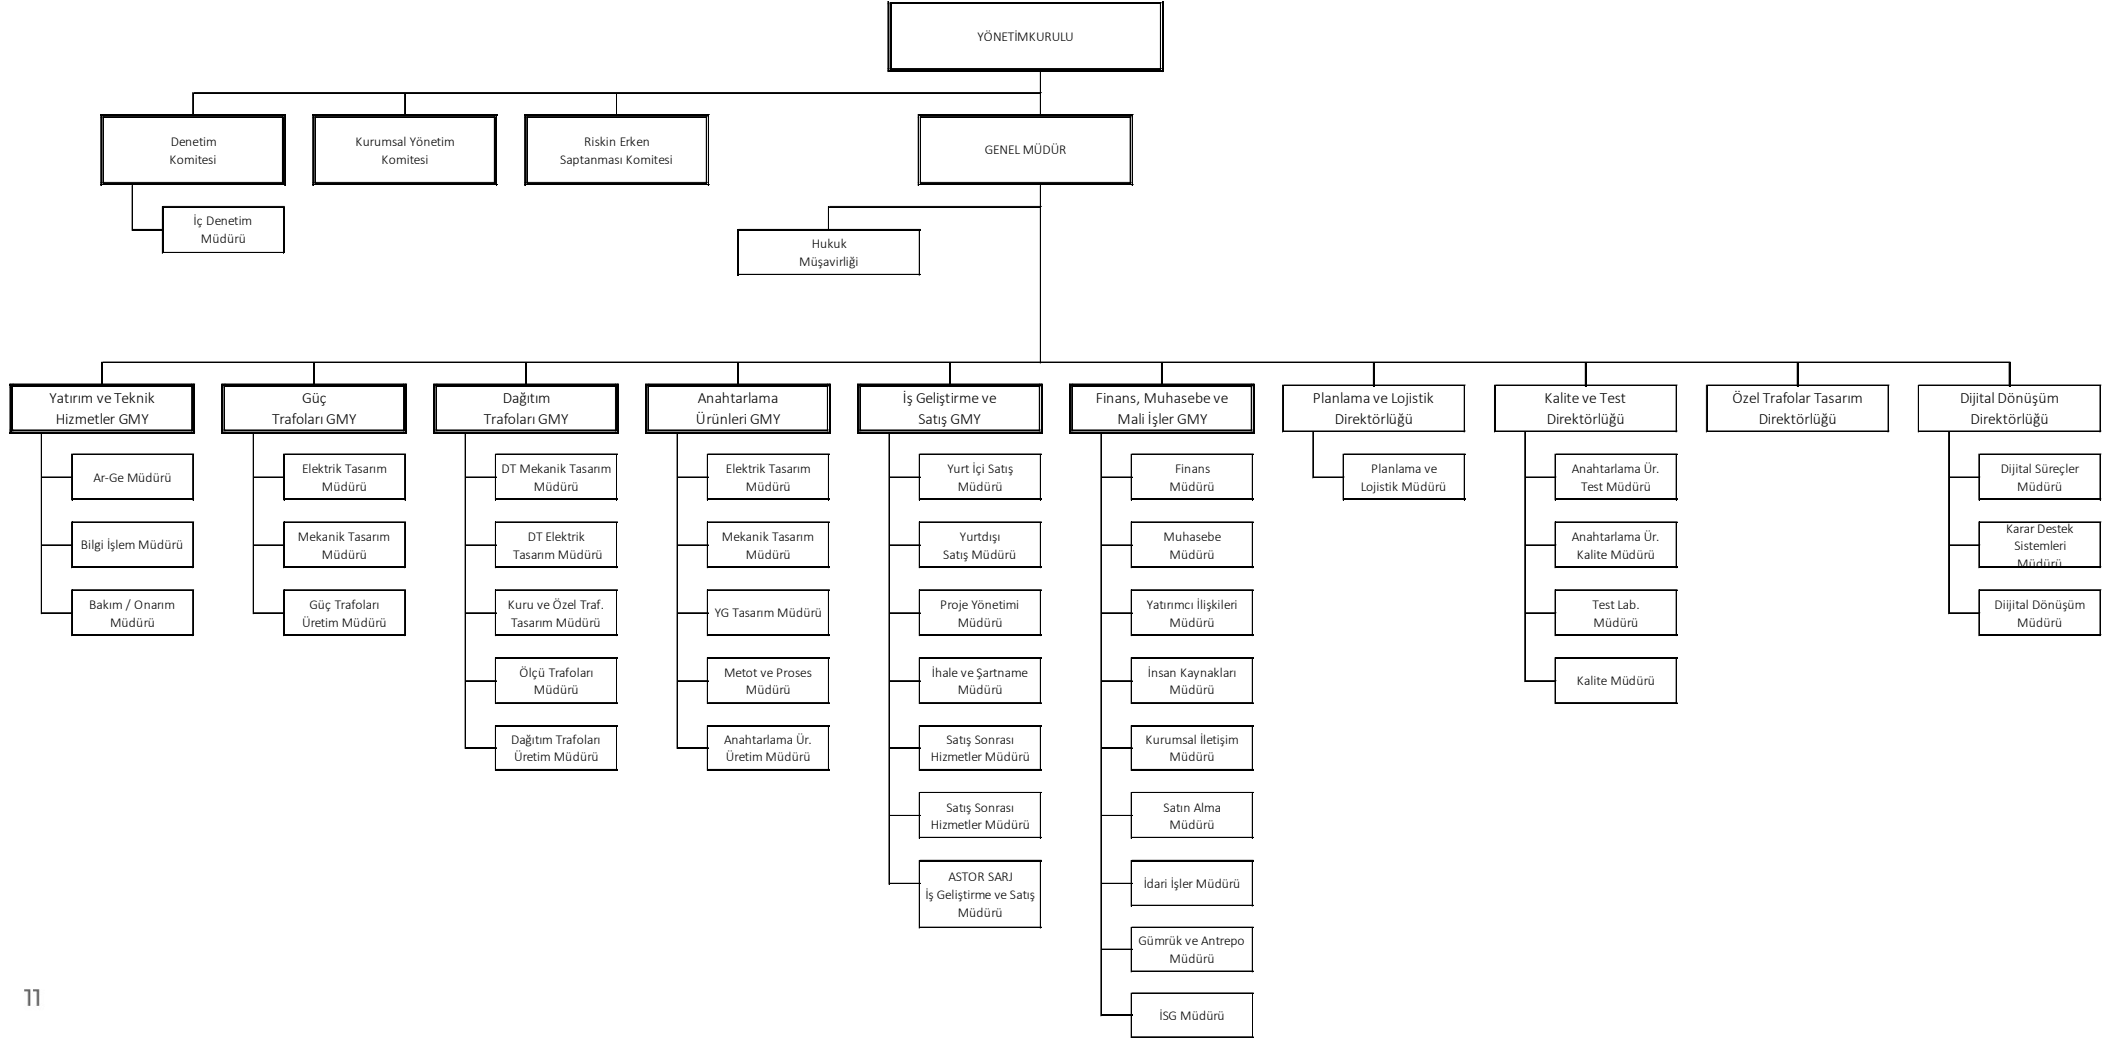 YÖNETİMKURULU
Denetim
Komitesi
Kurumsal Yönetim
Komitesi
Riskin Erken
Saptanması Komitesi
GENEL MÜDÜR
İç Denetim
Müdürü
Hukuk
Müşavirliği
Yatırım ve Teknik
Hizmetler GMY
Güç
Trafoları GMY
Dağıtım
Trafoları GMY
Anahtarlama
Ürünleri GMY
İş Geliştirme ve
Satış GMY
Finans, Muhasebe ve
Mali İşler GMY
Planlama ve Lojistik
Direktörlüğü
Kalite ve Test
Direktörlüğü
Özel Trafolar Tasarım
Direktörlüğü
Dijital Dönüşüm
Direktörlüğü
Ar-Ge Müdürü
Bilgi İşlem Müdürü
Bakım / Onarım
Müdürü
Elektrik Tasarım
Müdürü
Mekanik Tasarım
Müdürü
Güç Trafoları
Üretim Müdürü
DT Mekanik Tasarım
Müdürü
DT Elektrik
Tasarım Müdürü
Kuru ve Özel Traf.
Tasarım Müdürü
Ölçü Trafoları
Müdürü
Dağıtım Trafoları
Üretim Müdürü
Elektrik Tasarım
Müdürü
Mekanik Tasarım
Müdürü
YG Tasarım Müdürü
Metot ve Proses
Müdürü
Anahtarlama Ür.
Üretim Müdürü
Yurt İçi Satış
Müdürü
Yurtdışı
Satış Müdürü
Proje Yönetimi
Müdürü
İhale ve Şartname
Müdürü
Satış Sonrası
Hizmetler Müdürü
Satış Sonrası
Hizmetler Müdürü
ASTOR SARJ
İş Geliştirme ve Satış
Müdürü
Finans
Müdürü
Muhasebe
Müdürü
Yatırımcı İlişkileri
Müdürü
İnsan Kaynakları
Müdürü
Kurumsal İletişim
Müdürü
Satın Alma
Müdürü
İdari İşler Müdürü
Gümrük ve Antrepo
Müdürü
İSG Müdürü
Planlama ve
Lojistik Müdürü
Anahtarlama Ür.
Test Müdürü
Anahtarlama Ür.
Kalite Müdürü
Test Lab.
Müdürü
Kalite Müdürü
Dijital Süreçler
Müdürü
Karar Destek
Sistemleri
Müdürü
Diijital Dönüşüm
Müdürü
11